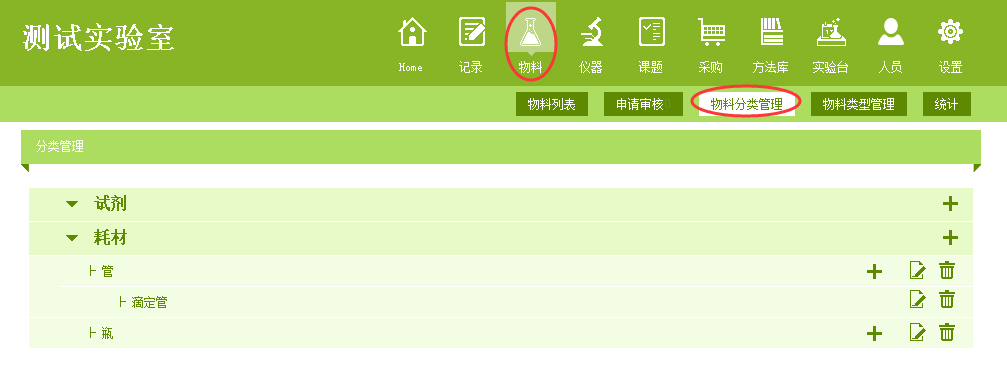 测试实验室
Home 记录 物料 仪器 课题 采购 方法库 实验台 人员 设置
物料列表 申请审核 物料分类管理 物料类型管理 统计
分类管理
试剂
耗材
管
滴定管
瓶